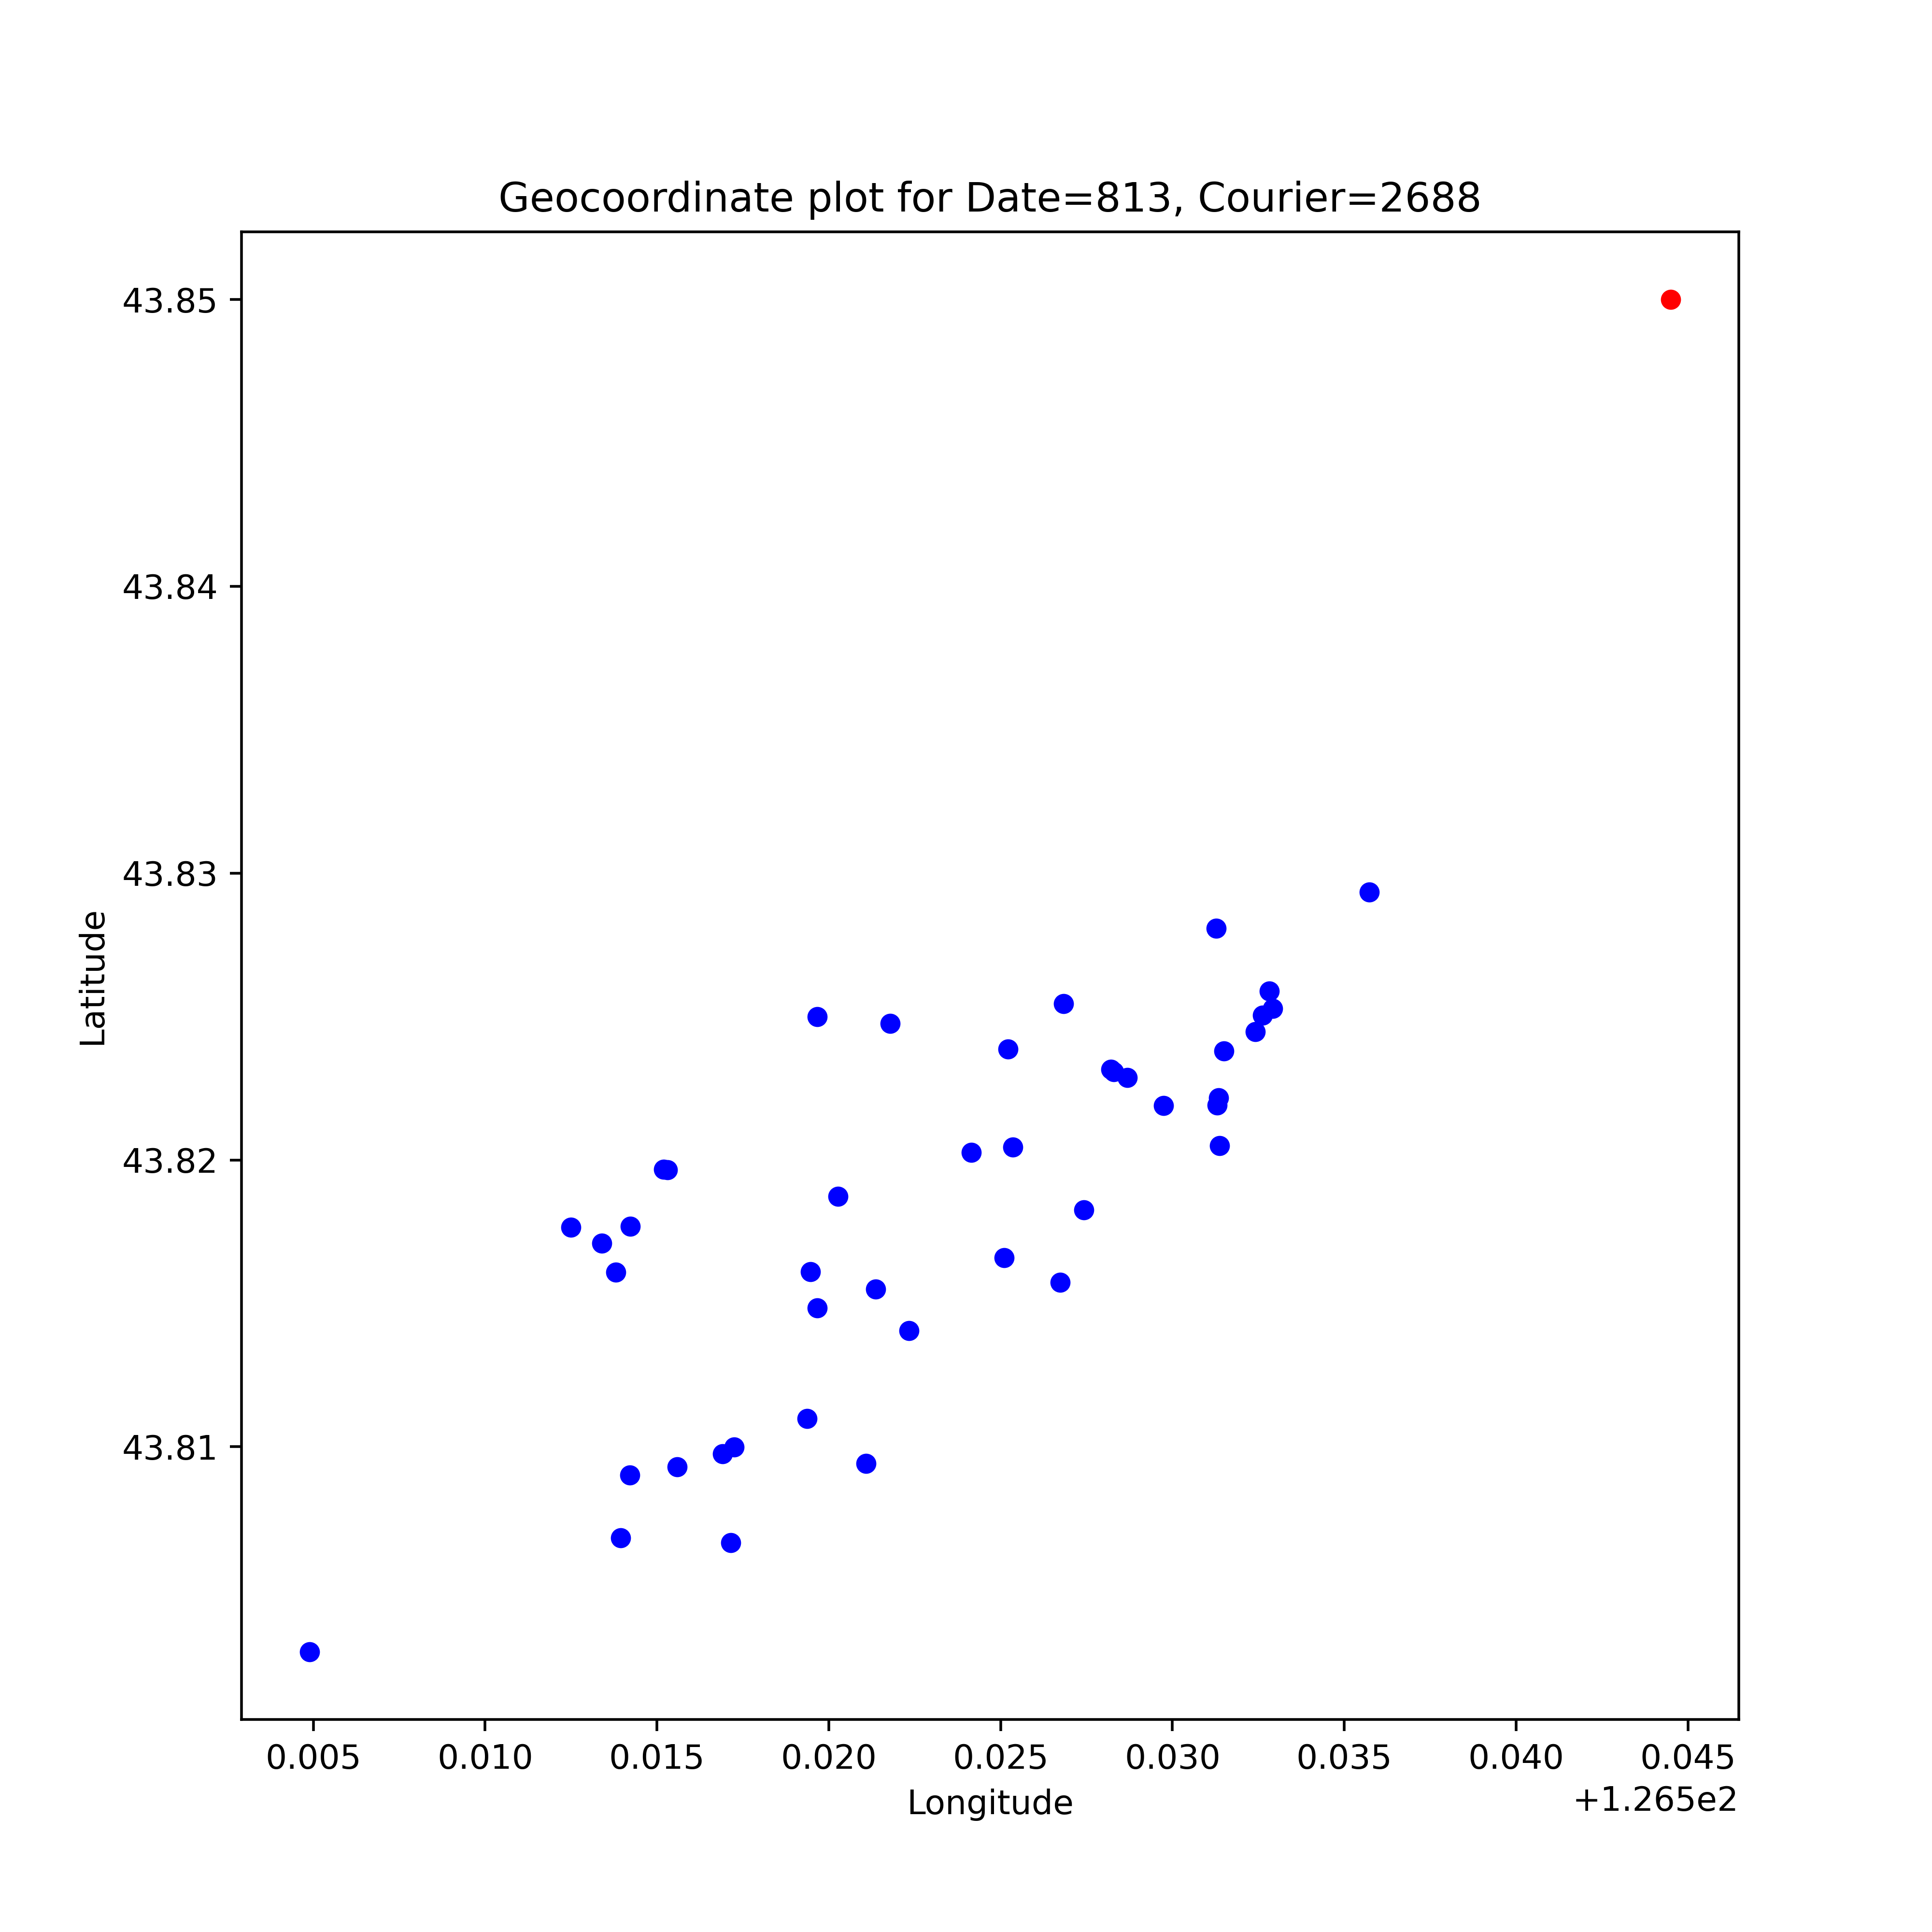 Geocoordinate plot for Date=813, Courier=2688
43.85
43.84
43.83
43.82
43.81
Latitude
0.005 0.010 0.015 0.020 0.025 0.030 0.035 0.040 0.045
Longitude
+1.265e2